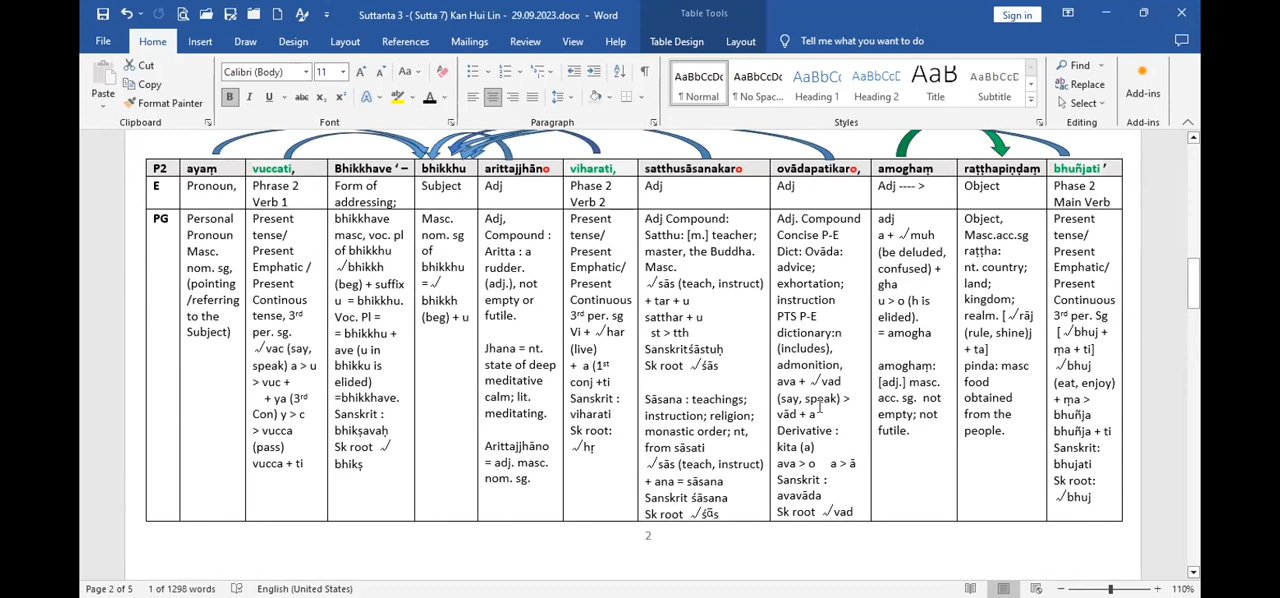 Suttanta 3 -( Sutta 7) Kan Hui Lin - 29.09.2023.docx - Word
Table Tools
Sign in
File Home Insert Draw Design Layout References Mailings Review View Help Table Design Layout Tell me what you want to do
Paste
Cut
Copy
Format Painter
Clipboard
Calibri (Body) 11
Font
Paragraph
AaBbCcDc
¶ Normal
AaBbCcDc
¶ No Spac...
AaBbCc
Heading 1
AaBbCcC
Heading 2
AaB
Title
AaBbCcD
Subtitle
Styles
Find
Replace
Select
Editing
Add-ins
Add-ins
P2
ayaṃ
vuccati,
Bhikkhave ‘ –
bhikkhu
arittajjhāno
viharati,
satthusāsanakaro
ovādapatikaro,
amoghaṃ
raṭṭhapiṇḍaṃ
bhuñjati ’
E
Pronoun,
Phrase 2
Verb 1
Form of
addressing;
Subject
Adj
Phase 2
Verb 2
Adj
Adj
Adj ---- >
Object
Phase 2
Main Verb
PG
Personal
Pronoun
Masc.
nom. sg,
(pointing
/referring
to the
Subject)
Present
tense/
Present
Emphatic /
Present
Continous
tense, 3rd
per. sg.
√vac (say,
speak) a > u
> vuc +
+ ya (3rd
Con) y > c
> vucca
(pass)
vucca + ti
bhikkhave
masc, voc. pl
of bhikkhu
√bhikkh
(beg) + suffix
u = bhikkhu.
Voc. Pl =
= bhikkhu +
ave (u in
bhikku is
elided)
=bhikkhave.
Sanskrit :
bhikṣavaḥ
Sk root √
bhikṣ
Masc.
nom. sg
of
bhikkhu
= √
bhikkh
(beg) + u
Adj,
Compound :
Aritta : a
rudder.
(adj.), not
empty or
futile.
Jhana = nt.
state of deep
meditative
calm; lit.
meditating.
Arittajjhāno
= adj. masc.
nom. sg.
Present
tense/
Present
Emphatic/
Present
Continuous
3rd per. sg
Vi + √har
(live)
+ a (1st
conj +ti
Sanskrit :
viharati
Sk root:
√hṛ
Adj Compound:
Satthu: [m.] teacher;
master, the Buddha.
Masc.
√sās (teach, instruct)
+ tar + u
satthar + u
st > tth
Sanskritśāstuḥ
Sk root √śās
Sāsana : teachings;
instruction; religion;
monastic order; nt,
from sāsati
√sās (teach, instruct)
+ ana = sāsana
Sanskrit śāsana
Sk root √śās
Adj. Compound
Concise P-E
Dict: Ovāda:
advice;
exhortation;
instruction
PTS P-E
dictionary:n
(includes),
admonition,
ava + √vad
(say, speak) >
vād + a
Derivative :
kita (a)
ava > o a > ā
Sanskrit :
avavāda
Sk root √vad
adj
a + √muh
(be deluded,
confused) +
gha
u > o (h is
elided).
= amogha
amoghaṃ:
[adj.] masc.
acc. sg. not
empty; not
futile.
Object,
Masc.acc.sg
raṭṭha:
nt. country;
land;
kingdom;
realm. [√rāj
(rule, shine)j
+ ta]
pinda: masc
food
obtained
from the
people.
Present
tense/
Present
Emphatic/
Present
Continuous
3rd per. Sg
[ √bhuj +
ṃa + ti]
√bhuj
(eat, enjoy)
+ ṃa >
bhuñja
bhuñja + ti
Sanskrit:
bhujati
Sk root:
√bhuj
2
Page 2 of 5 1 of 1298 words English (United States) 110%